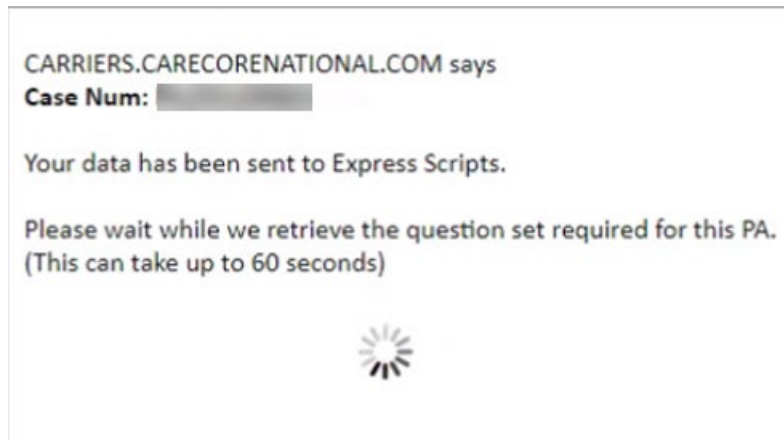 CARRIERS.CARECORENATIONAL.COM says
Case Num:
Your data has been sent to Express Scripts.
Please wait while we retrieve the question set required for this PA.
(This can take up to 60 seconds)